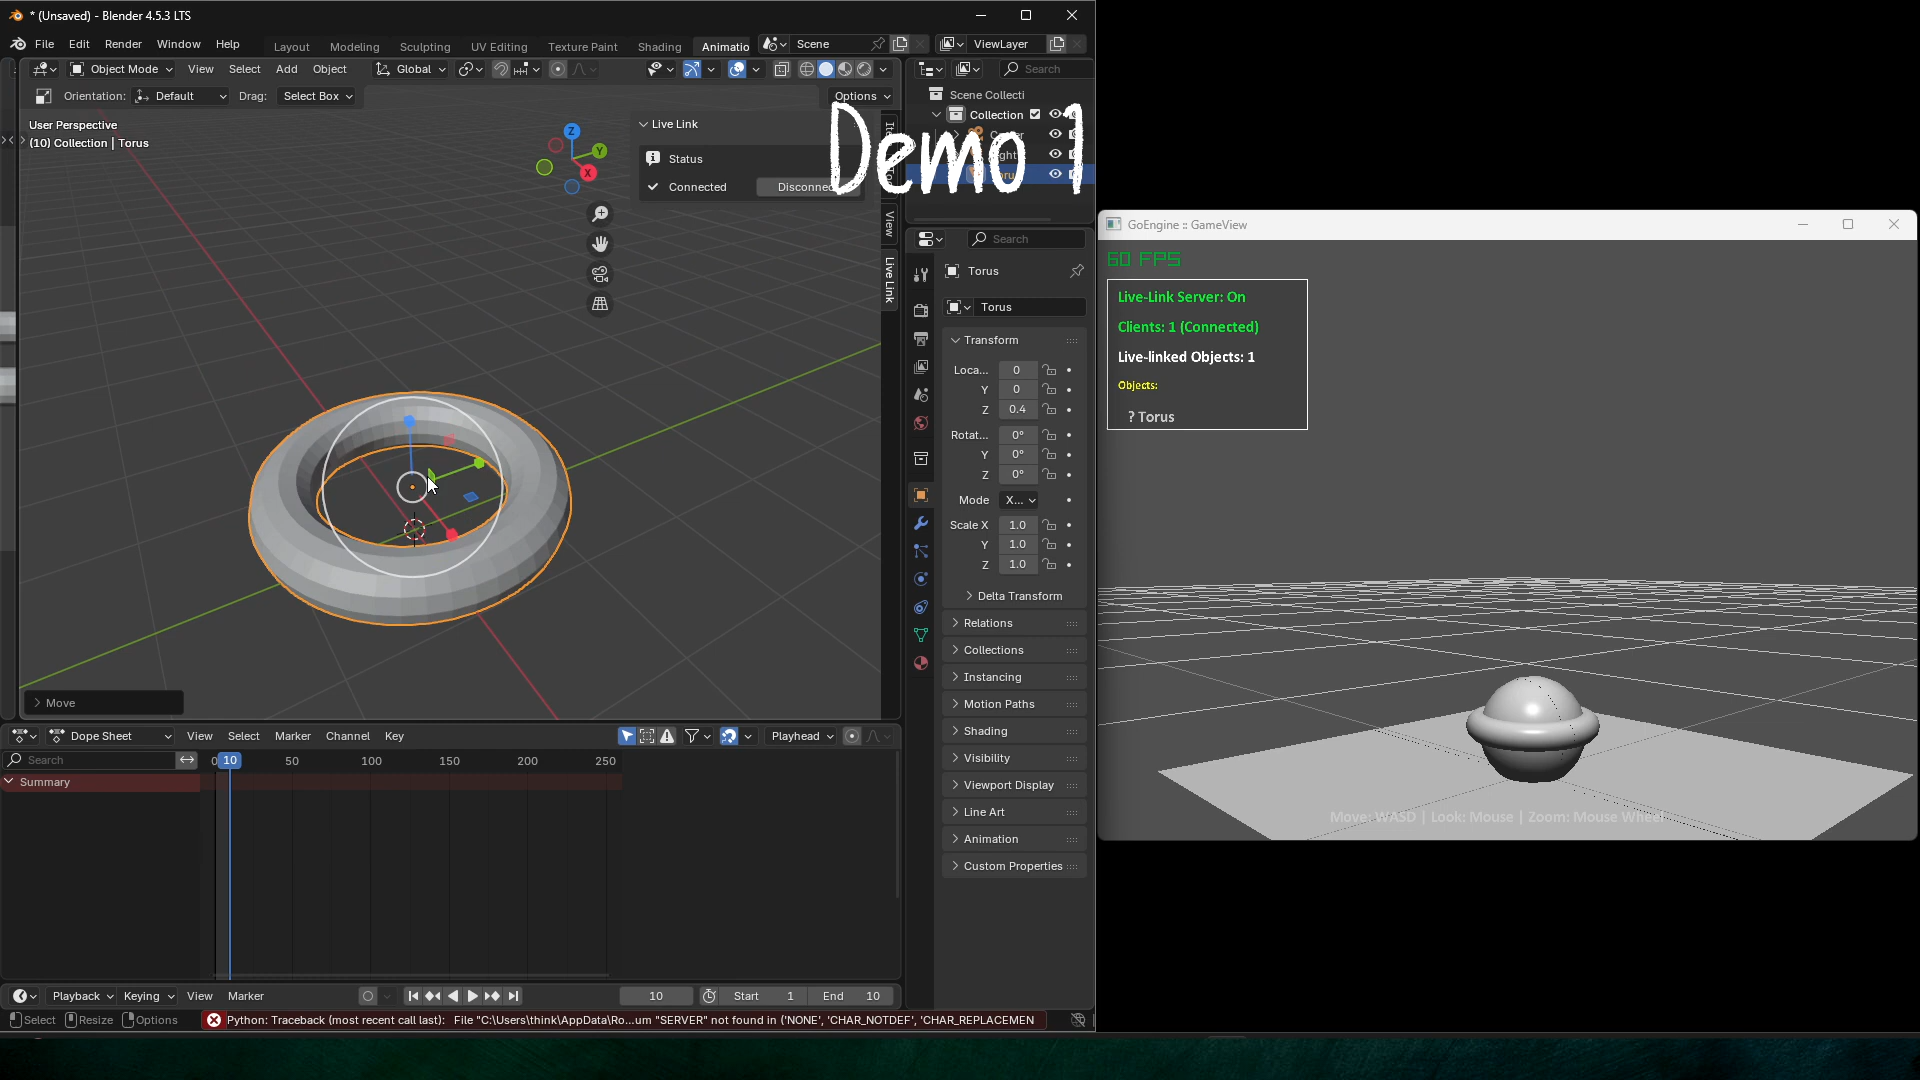 * (Unsaved) - Blender 4.5.3 LTS
File Edit Render Window Help
Layout Modeling Sculpting UV Editing Texture Paint Shading Animatio
Scene
ViewLayer
Object Mode View Select Add Object
Global
Search
Orientation: Default Drag: Select Box
Options
Scene Collecti
Collection
User Perspective
(10) Collection | Torus
Z
Y
X
Live Link
Status
Connected
Disconnec
Demo 1
View
Live Link
Search
Torus
Torus
Transform
Loca... 0
Y 0
Z 0.4
Rotat... 0°
Y 0°
Z 0°
Mode X...
Scale X 1.0
Y 1.0
Z 1.0
Delta Transform
Relations
Collections
Instancing
Motion Paths
Shading
Visibility
Viewport Display
Line Art
Animation
Custom Properties
Move
Dope Sheet View Select Marker Channel Key
Playhead
Search
0 10 50 100 150 200 250
Summary
Playback Keying View Marker
10
Start 1
End 10
Select Resize Options
Python: Traceback (most recent call last): File "C:\Users\think\AppData\Ro...um "SERVER" not found in ('NONE', 'CHAR_NOTDEF', 'CHAR_REPLACEMEN
GoEngine :: GameView
60 FPS
Live-Link Server: On
Clients: 1 (Connected)
Live-linked Objects: 1
Objects:
? Torus
Move: WASD | Look: Mouse | Zoom: Mouse Wheel